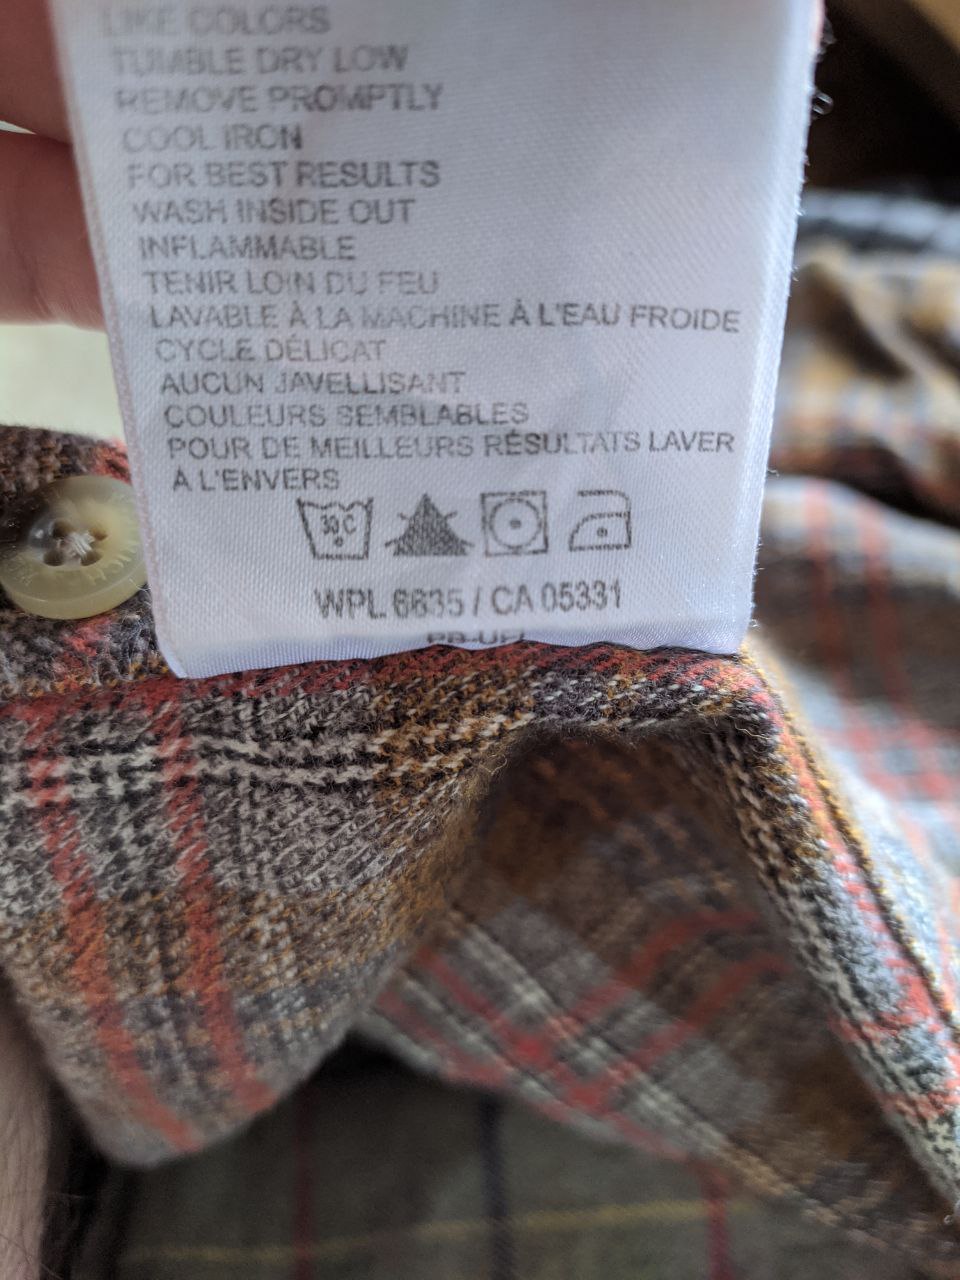 LIKE COLORS
TUMBLE DRY LOW
REMOVE PROMPTLY
COOL IRON
FOR BEST RESULTS
WASH INSIDE OUT
INFLAMMABLE
TENIR LOIN DU FEU
LAVABLE À LA MACHINE À L'EAU FROIDE
CYCLE DÉLICAT
AUCUN JAVELLISANT
COULEURS SEMBLABLES
POUR DE MEILLEURS RÉSULTATS LAVER
À L'ENVERS
30 C
WPL 6635 / CA 05331